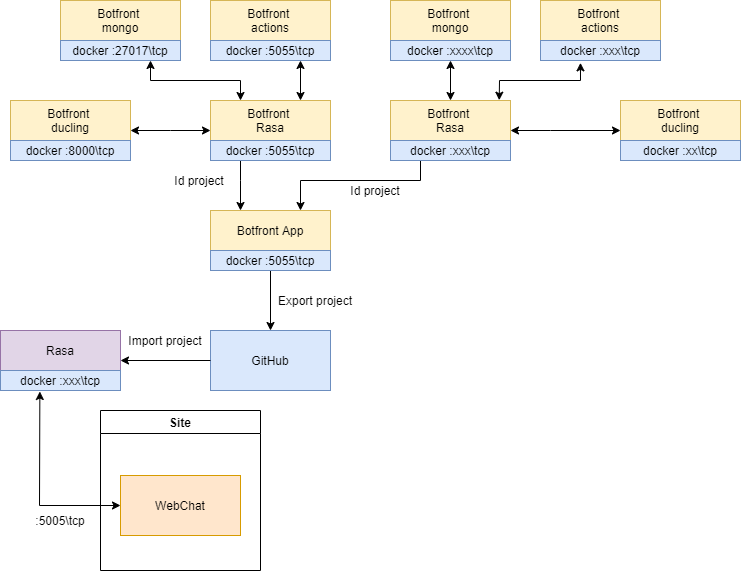 Botfront
mongo
docker :27017\tcp
Botfront
actions
docker :5055\tcp
Botfront
mongo
docker :xxxx\tcp
Botfront
actions
docker :xxx\tcp
Botfront
ducling
docker :8000\tcp
Botfront
Rasa
docker :5055\tcp
Botfront
Rasa
docker :xxx\tcp
Botfront
ducling
docker :xx\tcp
Id project
Id project
Botfront App
docker :5055\tcp
Export project
Rasa
docker :xxx\tcp
Import project
GitHub
Site
WebChat
:5005\tcp